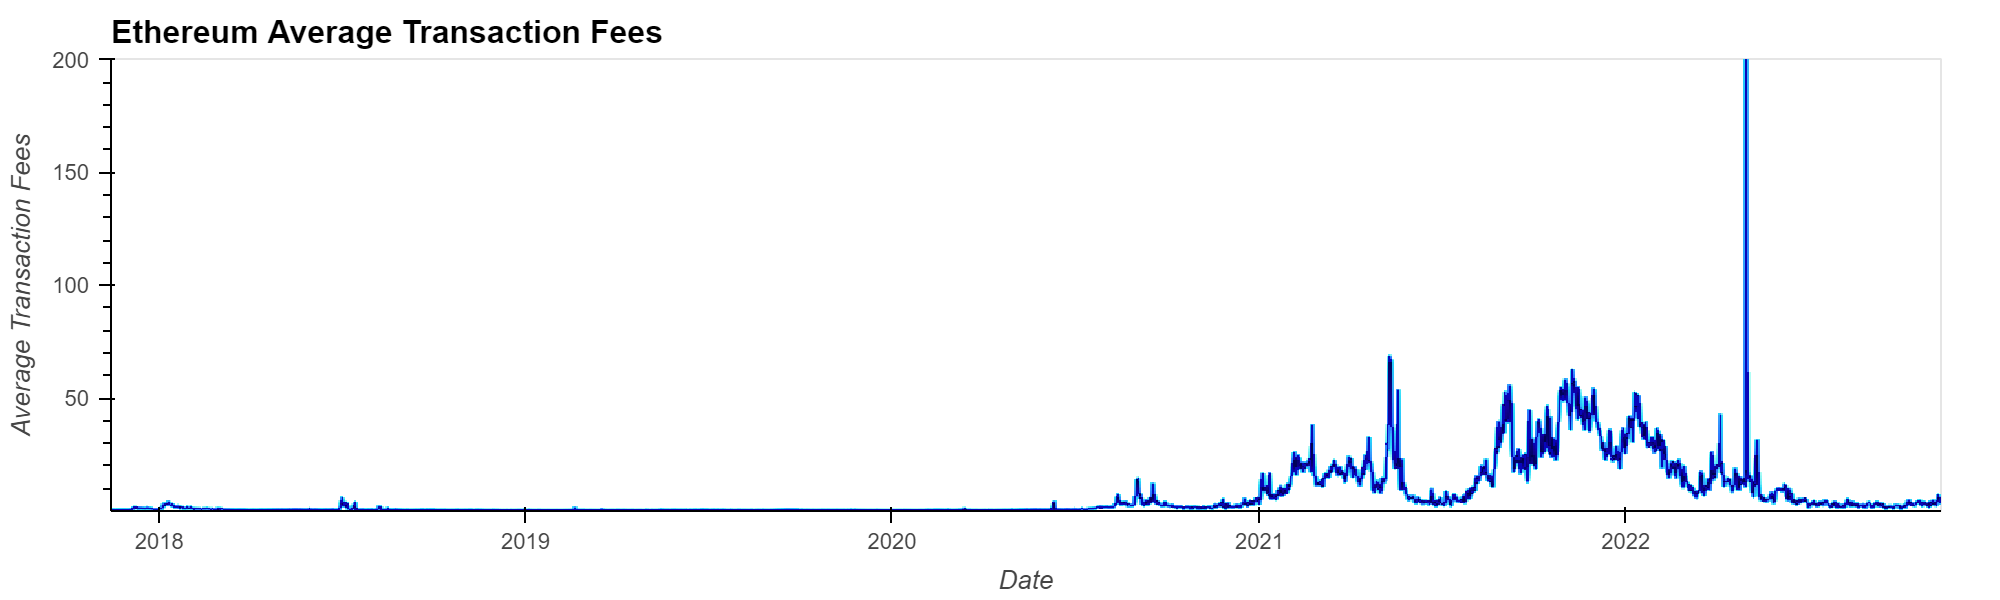 Ethereum Average Transaction Fees
200
150
100
50
Average Transaction Fees
2018 2019 2020 2021 2022
Date